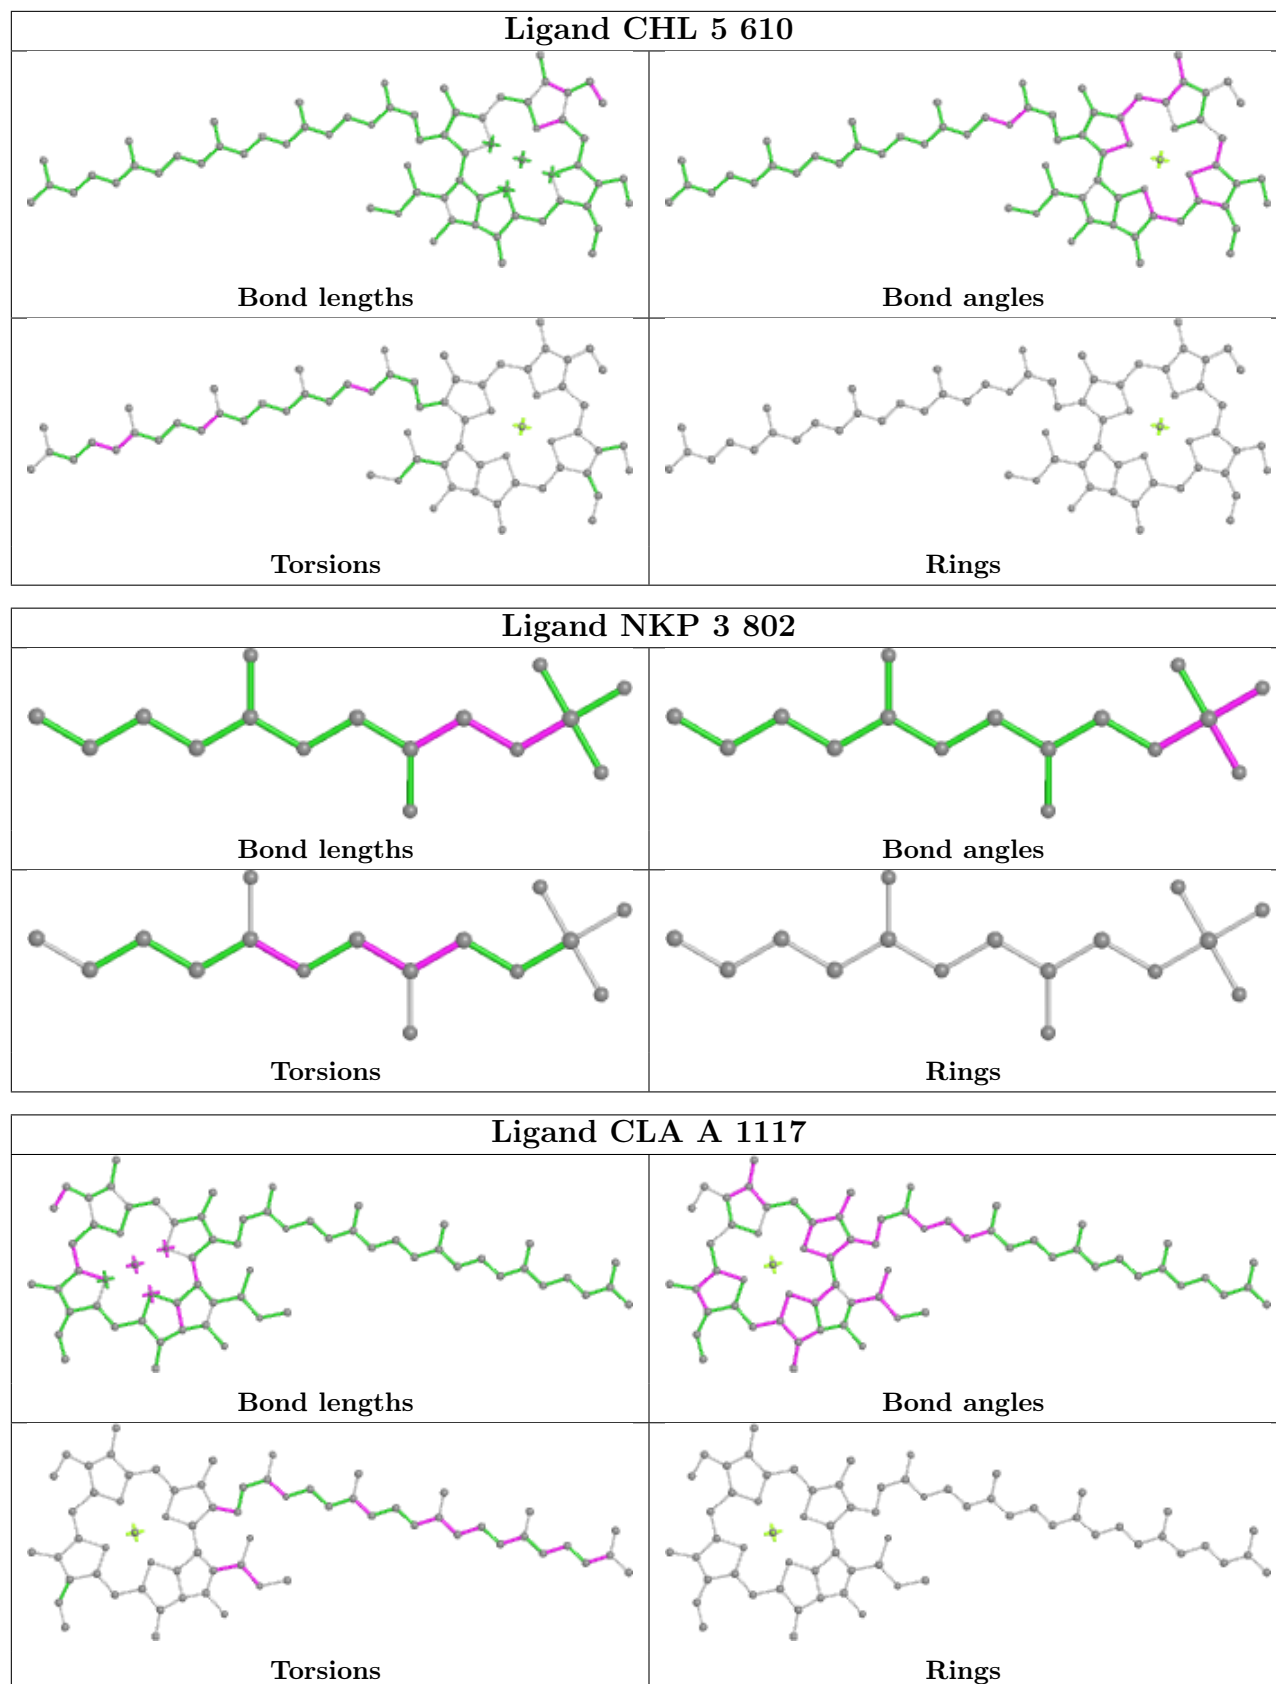 Ligand CHL 5 610
Bond lengths
Bond angles
Torsions
Rings
Ligand NKP 3 802
Bond lengths
Bond angles
Torsions
Rings
Ligand CLA A 1117
Bond lengths
Bond angles
Torsions
Rings